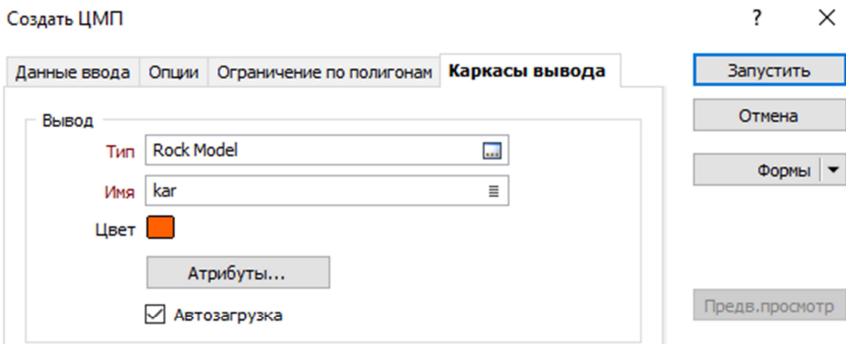 Создать ЦМП ? ×
Данные ввода Опции Ограничение по полигонам Каркасы вывода
Запустить
Отмена
Формы
Предв.просмотр
Вывод
Тип Rock Model
Имя kar
Цвет
Атрибуты...
Автозагрузка